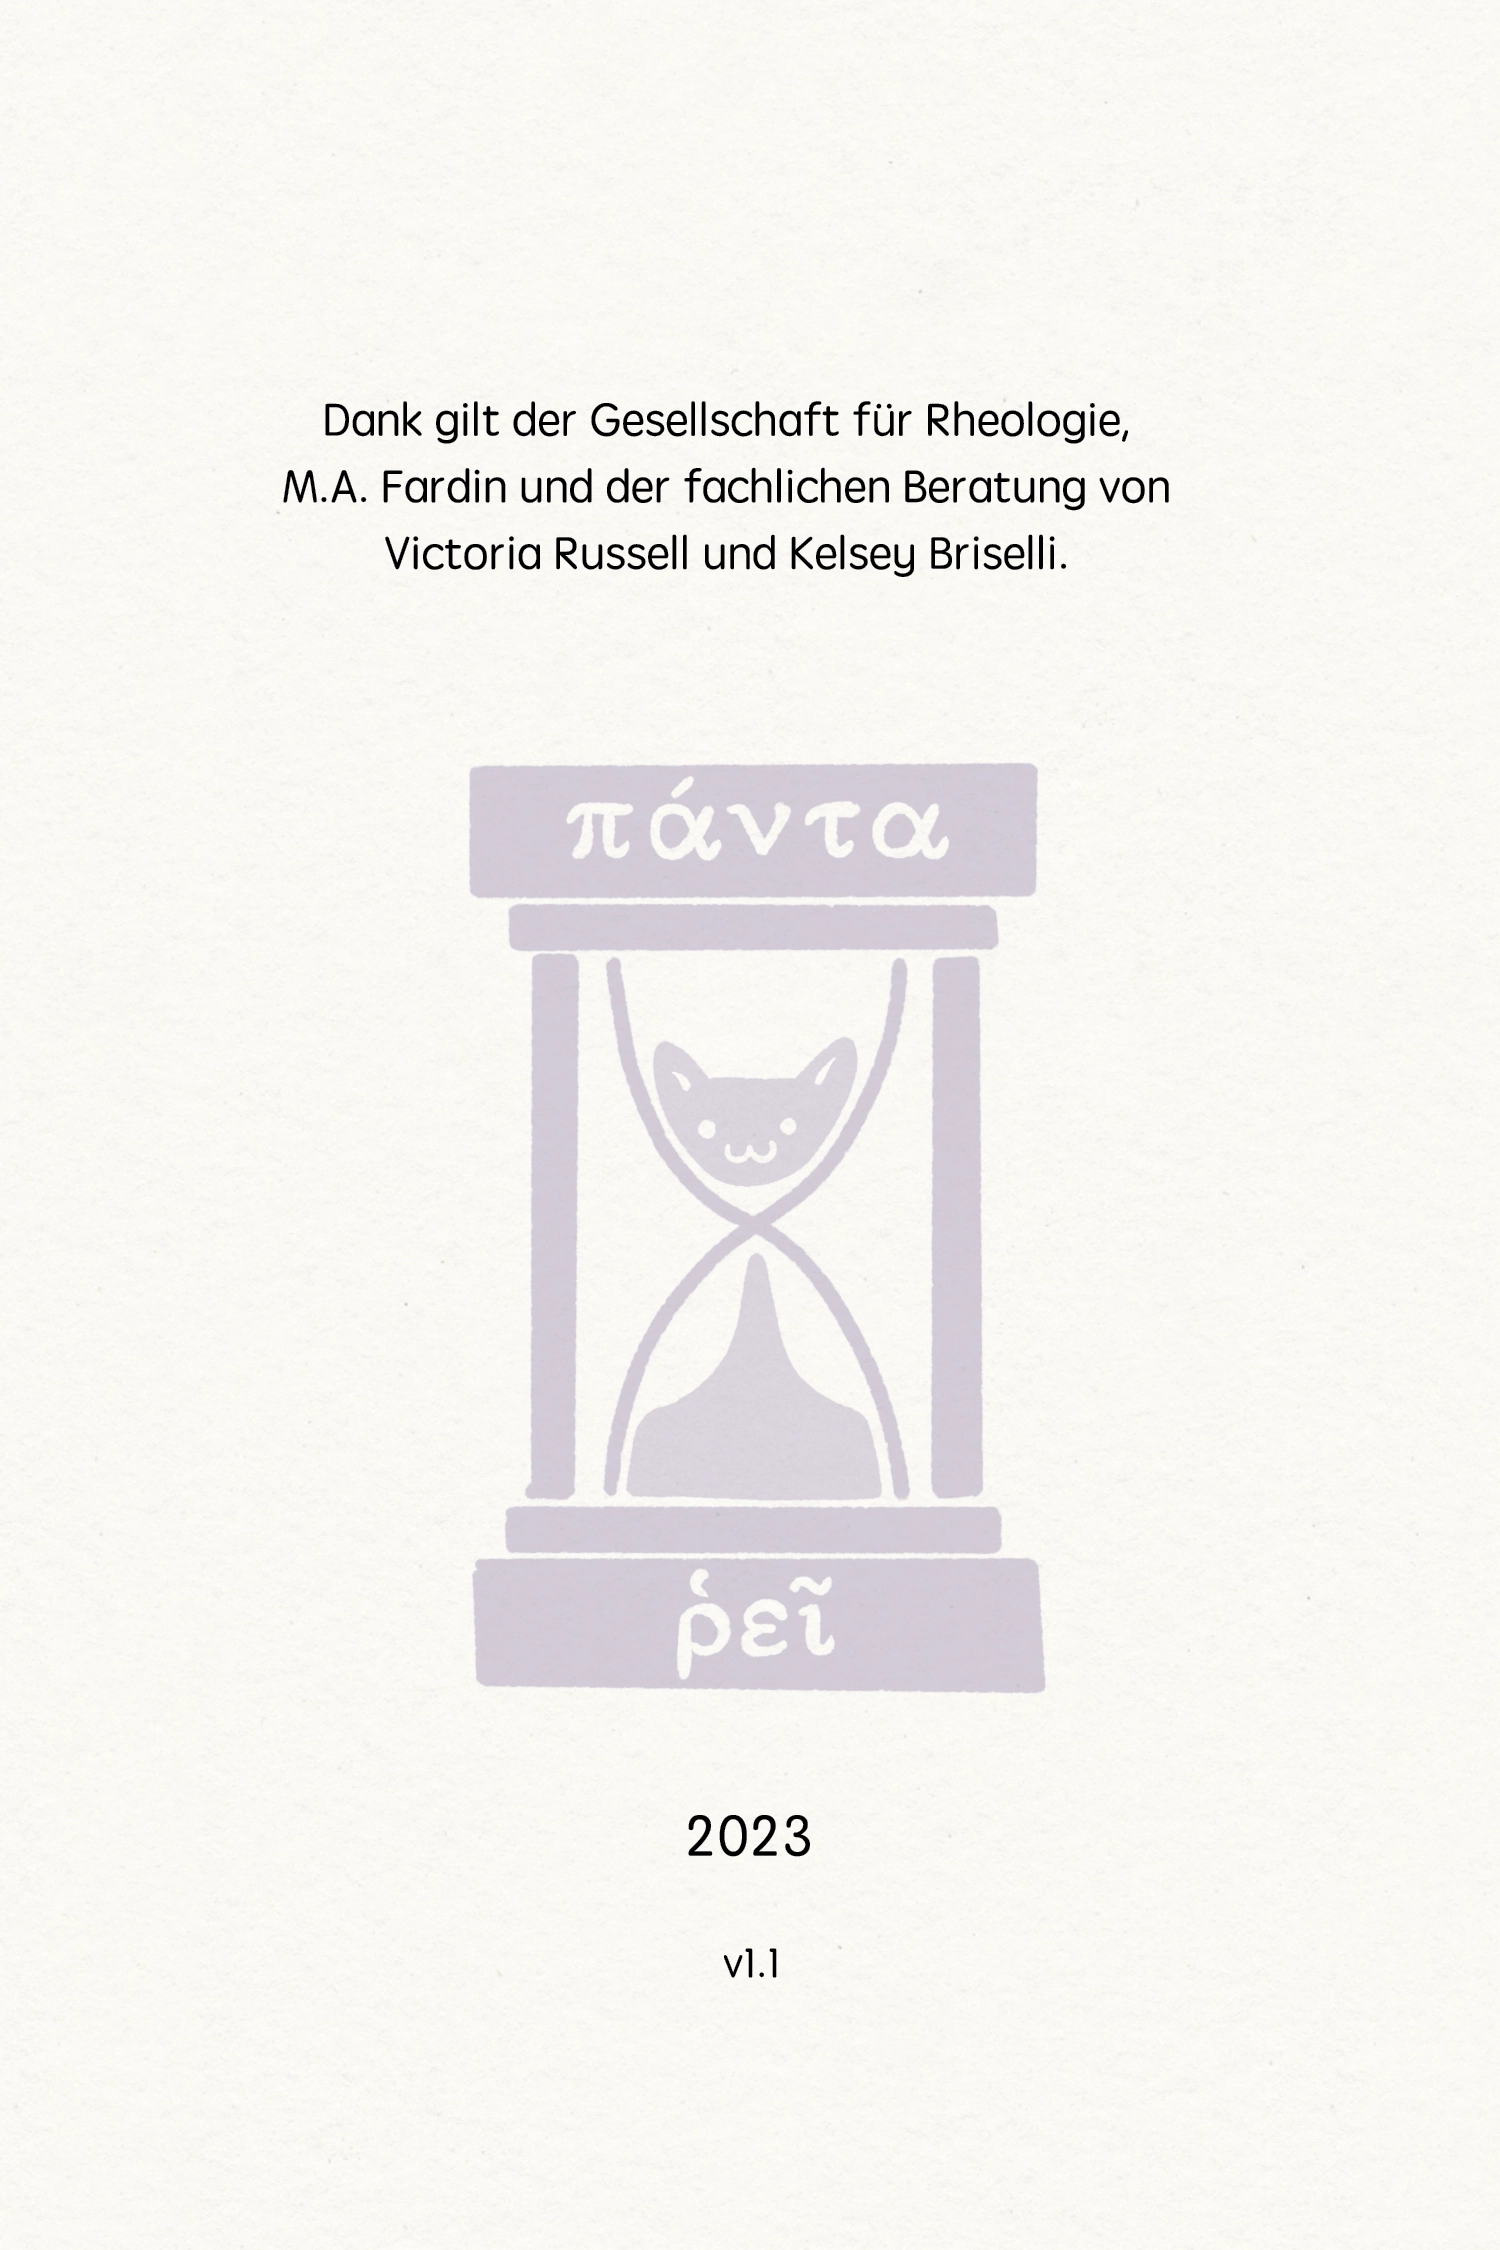 Dank gilt der Gesellschaft für Rheologie,
M.A. Fardin und der fachlichen Beratung von
Victoria Russell und Kelsey Briselli.
πάντα
ῥεῖ
2023
v1.1